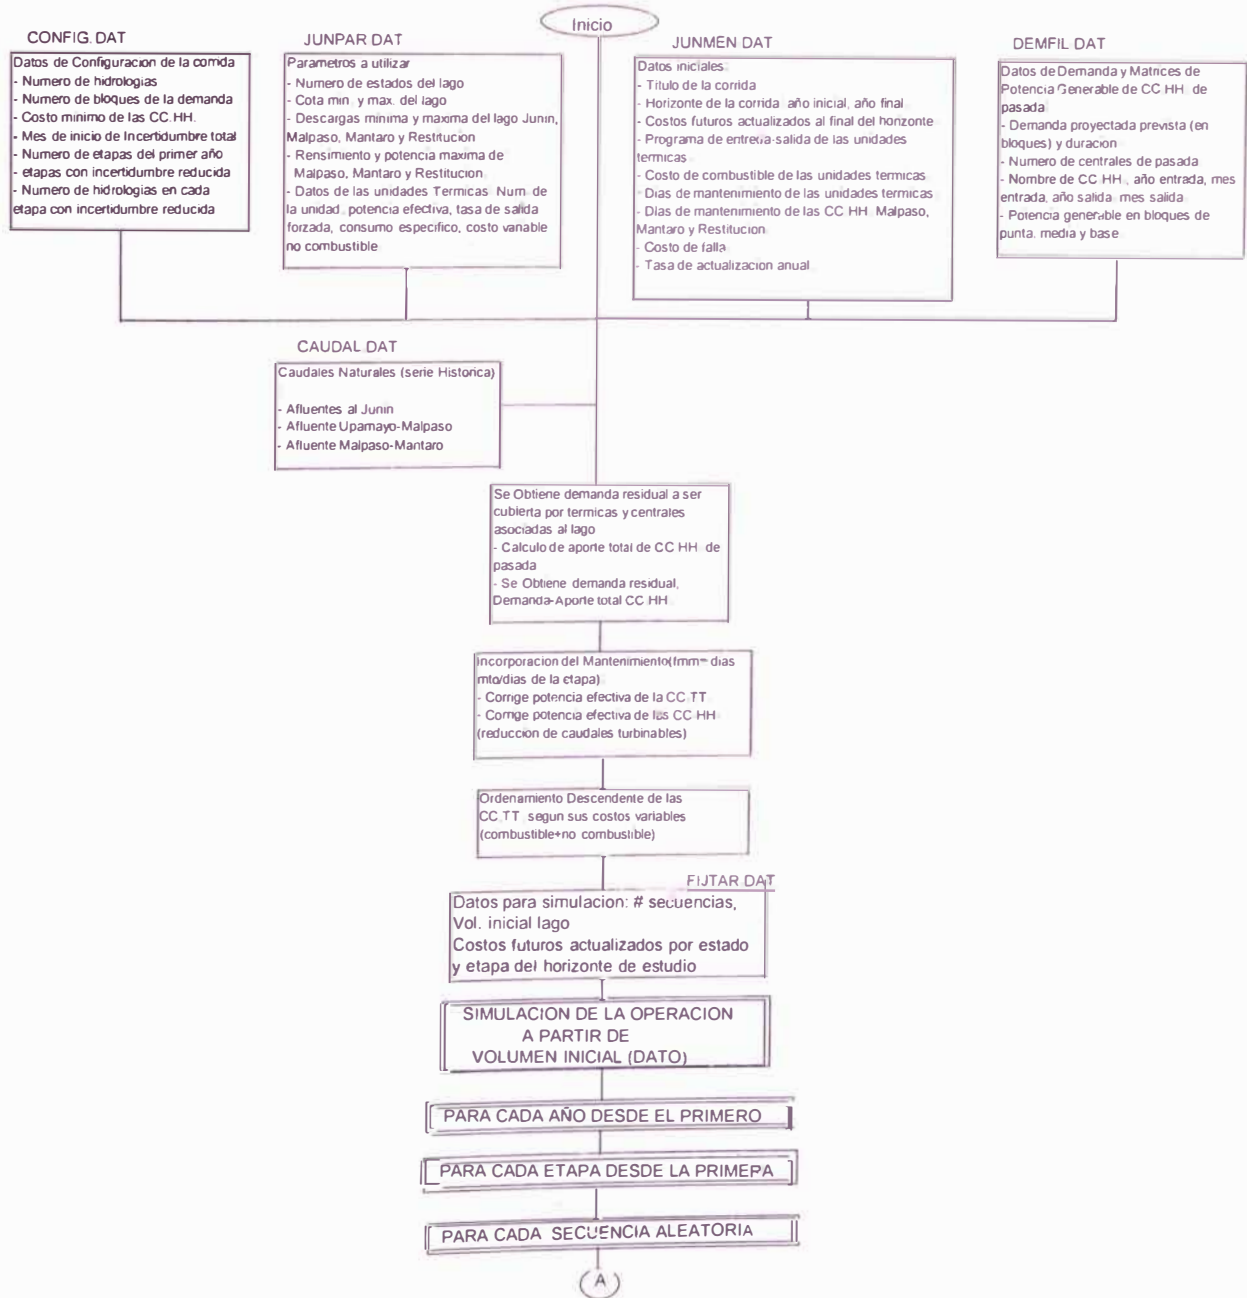 Inicio
CONFIG. DAT
Datos de Configuracion de la comida
- Numero de hidrologias
- Numero de bloques de la demanda
- Costo minimo de las CC.HH.
- Mes de inicio de Incertidumbre total
- Numero de etapas del primer año
- etapas con incertidumbre reducida
- Numero de hidrologias en cada
etapa con incertidumbre reducida
JUNPAR DAT
Parametros a utilizar
- Numero de estados del lago
- Cota min. y max. del lago
- Descargas mínima y maxima del lago Junin,
Malpaso, Mantaro y Restitucion
- Rensimiento y potencia maxima de
Malpaso, Mantaro y Restitucion
- Datos de las unidades Termicas Num de
la unidad, potencia efectiva, tasa de salida
forzada, consumo especifico, costo variable
no combustible
JUNMEN DAT
Datos iniciales
- Titulo de la corrida
- Horizonte de la corrida año inicial, año final
- Costos futuros actualizados al final del horizonte
- Programa de entreda-salida de las unidades
termicas
- Costo de combustible de las unidades termicas
- Dias de mantenimiento de las unidades termicas
- Días de mantenimiento de las CC HH Malpaso,
Mantaro y Restitucion
- Costo de falla
- Tasa de actualizacion anual
DEMFIL DAT
Datos de Demanda y Matrices de
Potencia Generable de CC HH de
pasada
- Demanda proyectada prevista (en
bloques) y duracion
- Numero de centrales de pasada
- Nombre de CC HH, año entrada, mes
entrada, año salida mes salida
- Potencia generable en bloques de
punta. media y base
CAUDAL DAT
Caudales Naturales (serie Historica)
- Afluentes al Junin
- Afluente Upamayo-Malpaso
- Afluente Malpaso-Mantaro
Se Obtiene demanda residual a ser
cubierta por termicas y centrales
asociadas al lago
- Calculo de aporte total de CC HH de
pasada
- Se Obtiene demanda residual,
Demanda-Aporte total CC HH
Incorporacion del Mantenimiento(fmm= dias
mto/dias de la etapa)
- Corrige potencia efectiva de la CC TT
- Corrige potencia efectiva de las CC HH
(reduccion de caudales turbinables)
Ordenamiento Descendente de las
CC.TT segun sus costos variables
(combustible+no combustible)
FIJTAR DAT
Datos para simulacion: # secuencias,
Vol. inicial lago
Costos futuros actualizados por estado
y etapa del horizonte de estudio
SIMULACION DE LA OPERACION
A PARTIR DE
VOLUMEN INICIAL (DATO)
PARA CADA AÑO DESDE EL PRIMERO
PARA CADA ETAPA DESDE LA PRIMEPA
PARA CADA SECUENCIA ALEATORIA
A